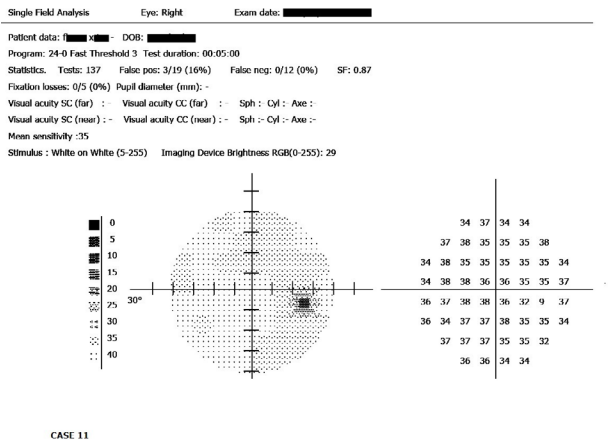 Single Field Analysis Eye: Right Exam date:
Patient data: DOB:
Program: 24-0 Fast Threshold 3 Test duration: 00:05:00
Statistics. Tests: 137 False pos: 3/19 (16%) False neg: 0/12 (0%) SF: 0.87
Fixation losses: 0/5 (0%) Pupil diameter (mm): -
Visual acuity SC (far) : - Visual acuity CC (far) : - Sph :- Cyl :- Axe :-
Visual acuity SC (near) : - Visual acuity CC (near) : - Sph :- Cyl :- Axe :-
Mean sensitivity :35
Stimulus : White on White (5-255) Imaging Device Brightness RGB(0-255): 29
0
5
10
15
20
25
30
35
40
30°
34 37 34 34
37 38 35 35 35 38
34 38 35 35 35 35 35 34
34 38 38 36 36 35 35 37
36 37 38 38 36 32 9 37
36 34 37 37 38 35 35 34
37 37 37 35 35 32
36 36 34 34
CASE 11